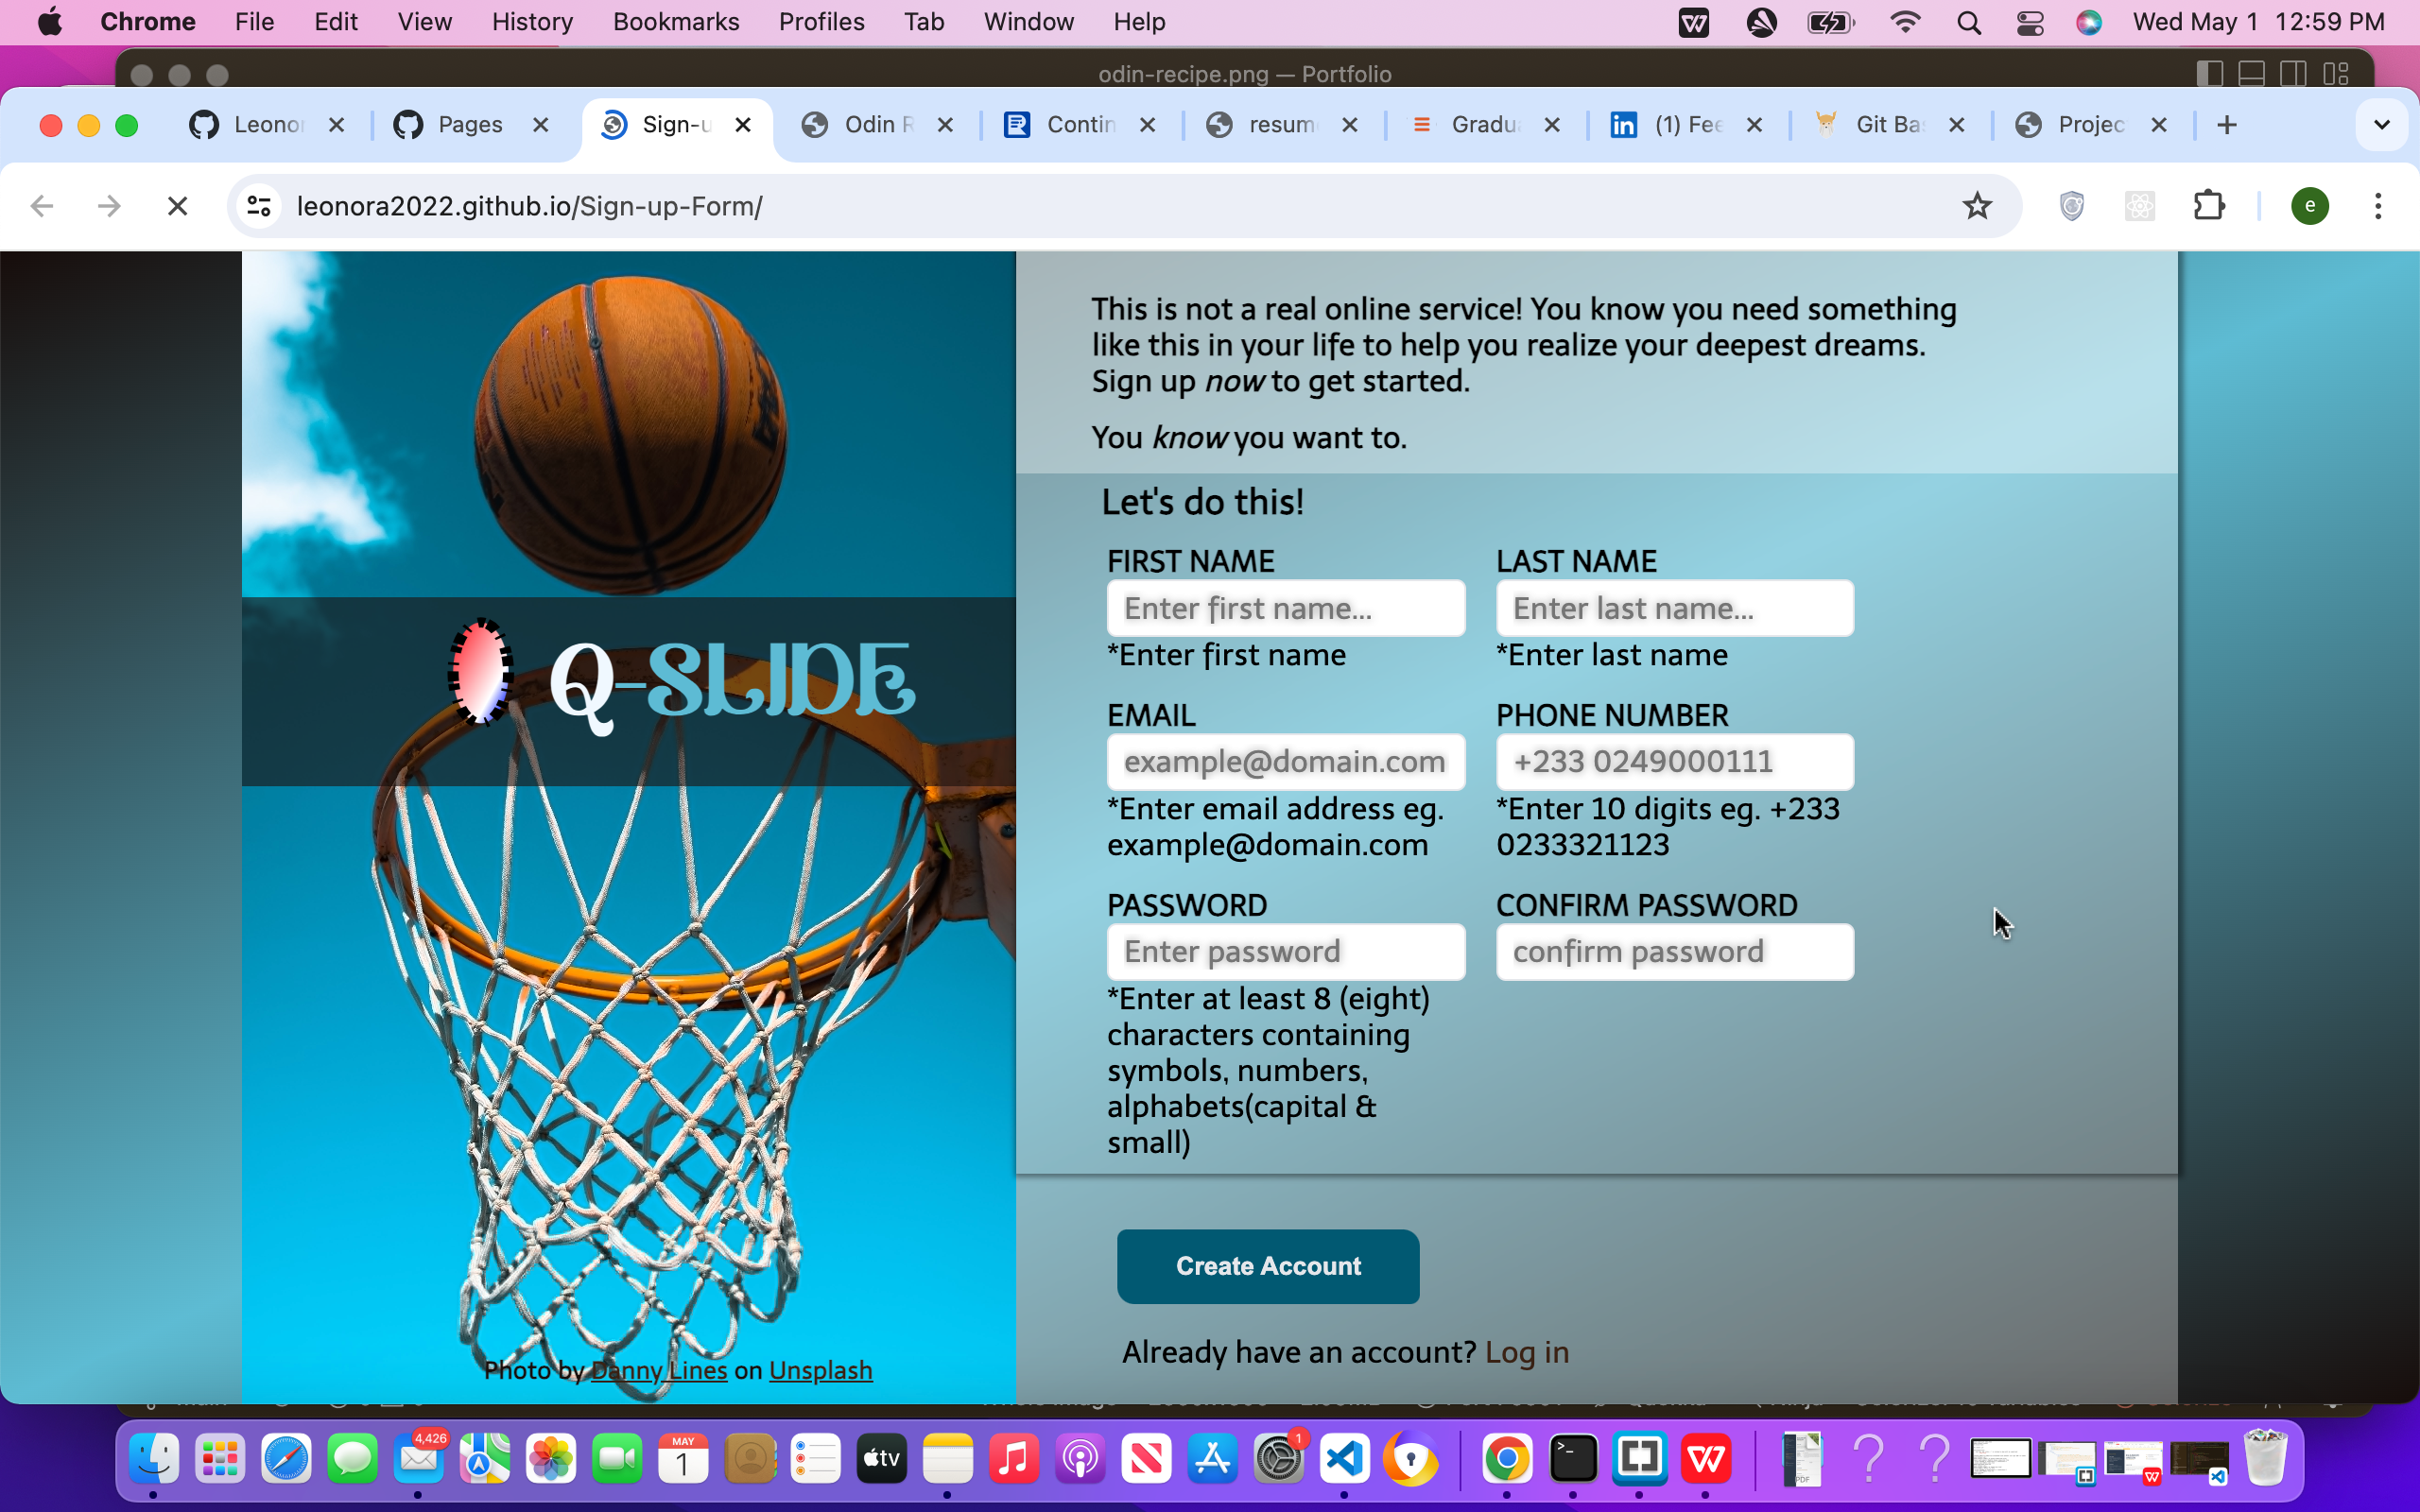 Chrome File Edit View History Bookmarks Profiles Tab Window Help Wed May 1 12:59 PM
odin-recipe.png — Portfolio
Leonor Pages Sign-u Odin R Contin resum Gradu (1) Fee Git Ba Projec
leonora2022.github.io/Sign-up-Form/ e
This is not a real online service! You know you need something
like this in your life to help you realize your deepest dreams.
Sign up now to get started.
You know you want to.
Let's do this!
FIRST NAME LAST NAME
Enter first name... Enter last name...
*Enter first name *Enter last name
Q-SLIDE
EMAIL PHONE NUMBER
example@domain.com +233 0249000111
*Enter email address eg. *Enter 10 digits eg. +233
example@domain.com 0233321123
PASSWORD CONFIRM PASSWORD
Enter password confirm password
*Enter at least 8 (eight)
characters containing
symbols, numbers,
alphabets(capital &
small)
Create Account
Already have an account? Log in
Photo by Danny Lines on Unsplash
4,426
MAY
1
tv
1
PDF